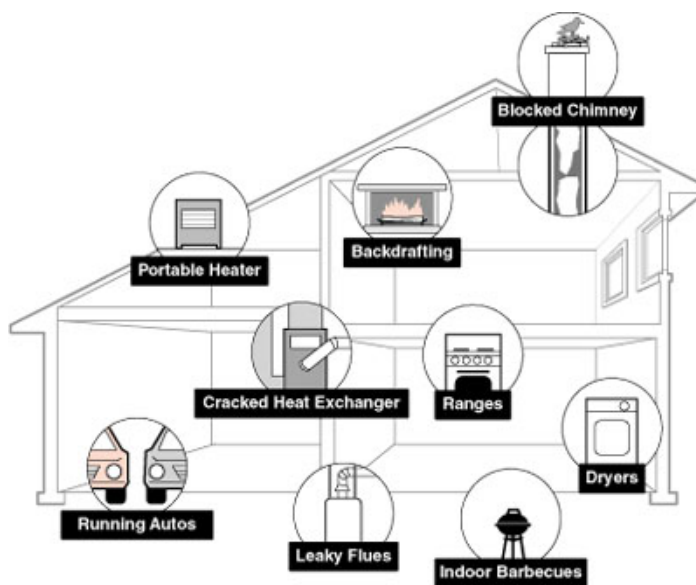 Blocked Chimney
Backdrafting
Portable Heater
Cracked Heat Exchanger
Ranges
Dryers
Running Autos
Leaky Flues
Indoor Barbecues